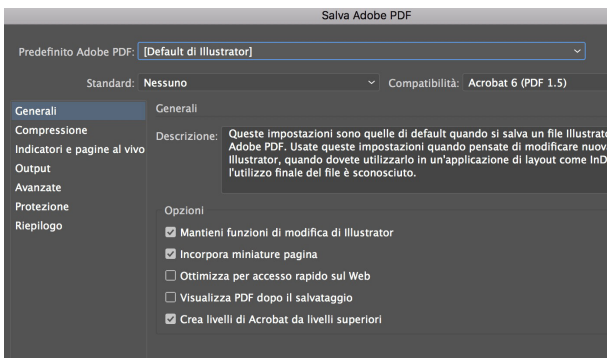 Salva Adobe PDF
Predefinito Adobe PDF: [Default di Illustrator]
Standard: Nessuno Compatibilità: Acrobat 6 (PDF 1.5)
Generali
Compressione
Indicatori e pagine al vivo
Output
Avanzate
Protezione
Riepilogo
Generali
Descrizione: Queste impostazioni sono quelle di default quando si salva un file Illustrato
Adobe PDF. Usate queste impostazioni quando pensate di modificare nuov
Illustrator, quando dovete utilizzarlo in un'applicazione di layout come InD
l'utilizzo finale del file è sconosciuto.
Opzioni
Mantieni funzioni di modifica di Illustrator
Incorpora miniature pagina
Ottimizza per accesso rapido sul Web
Visualizza PDF dopo il salvataggio
Crea livelli di Acrobat da livelli superiori